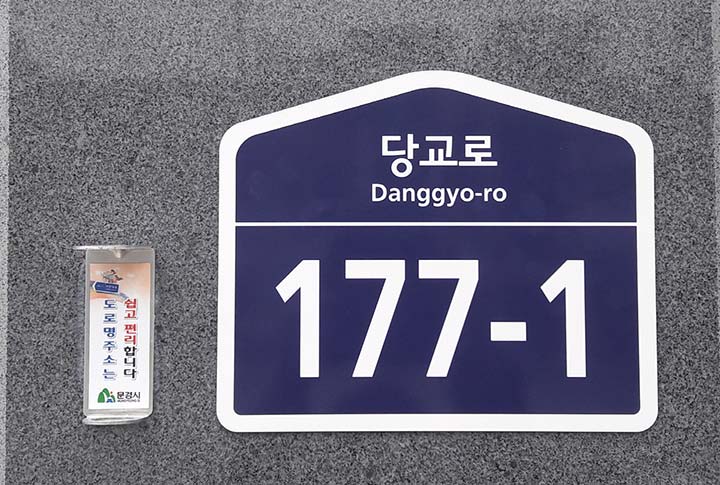 당교로
Danggyo-ro
177-1
도로명주소는
쉽고 편리합니다
문경시